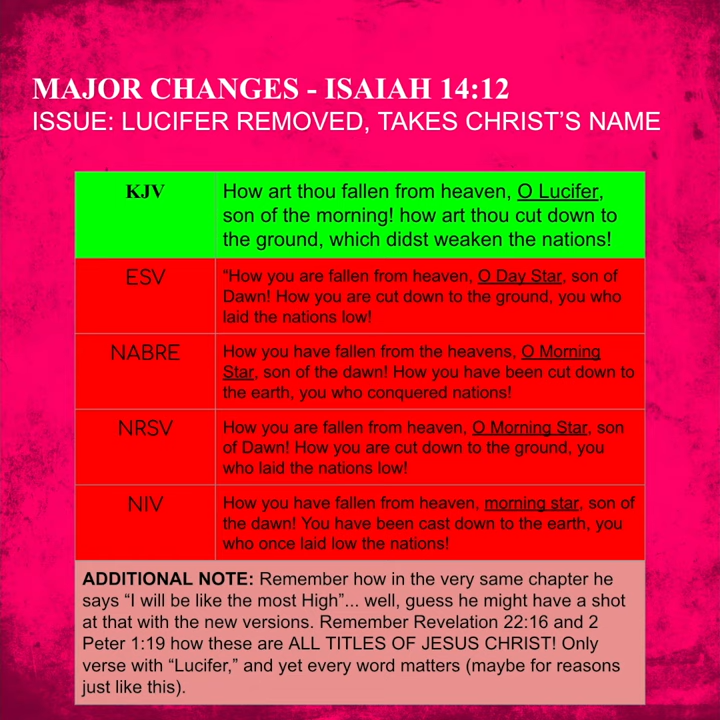 MAJOR CHANGES - ISAIAH 14:12
ISSUE: LUCIFER REMOVED, TAKES CHRIST’S NAME
KJV
How art thou fallen from heaven, O Lucifer,
son of the morning! how art thou cut down to
the ground, which didst weaken the nations!
ESV
“How you are fallen from heaven, O Day Star, son of
Dawn! How you are cut down to the ground, you who
laid the nations low!
NABRE
How you have fallen from the heavens, O Morning
Star, son of the dawn! How you have been cut down to
the earth, you who conquered nations!
NRSV
How you are fallen from heaven, O Morning Star, son
of Dawn! How you are cut down to the ground, you
who laid the nations low!
NIV
How you have fallen from heaven, morning star, son of
the dawn! You have been cast down to the earth, you
who once laid low the nations!
ADDITIONAL NOTE: Remember how in the very same chapter he
says “I will be like the most High”... well, guess he might have a shot
at that with the new versions. Remember Revelation 22:16 and 2
Peter 1:19 how these are ALL TITLES OF JESUS CHRIST! Only
verse with “Lucifer,” and yet every word matters (maybe for reasons
just like this).